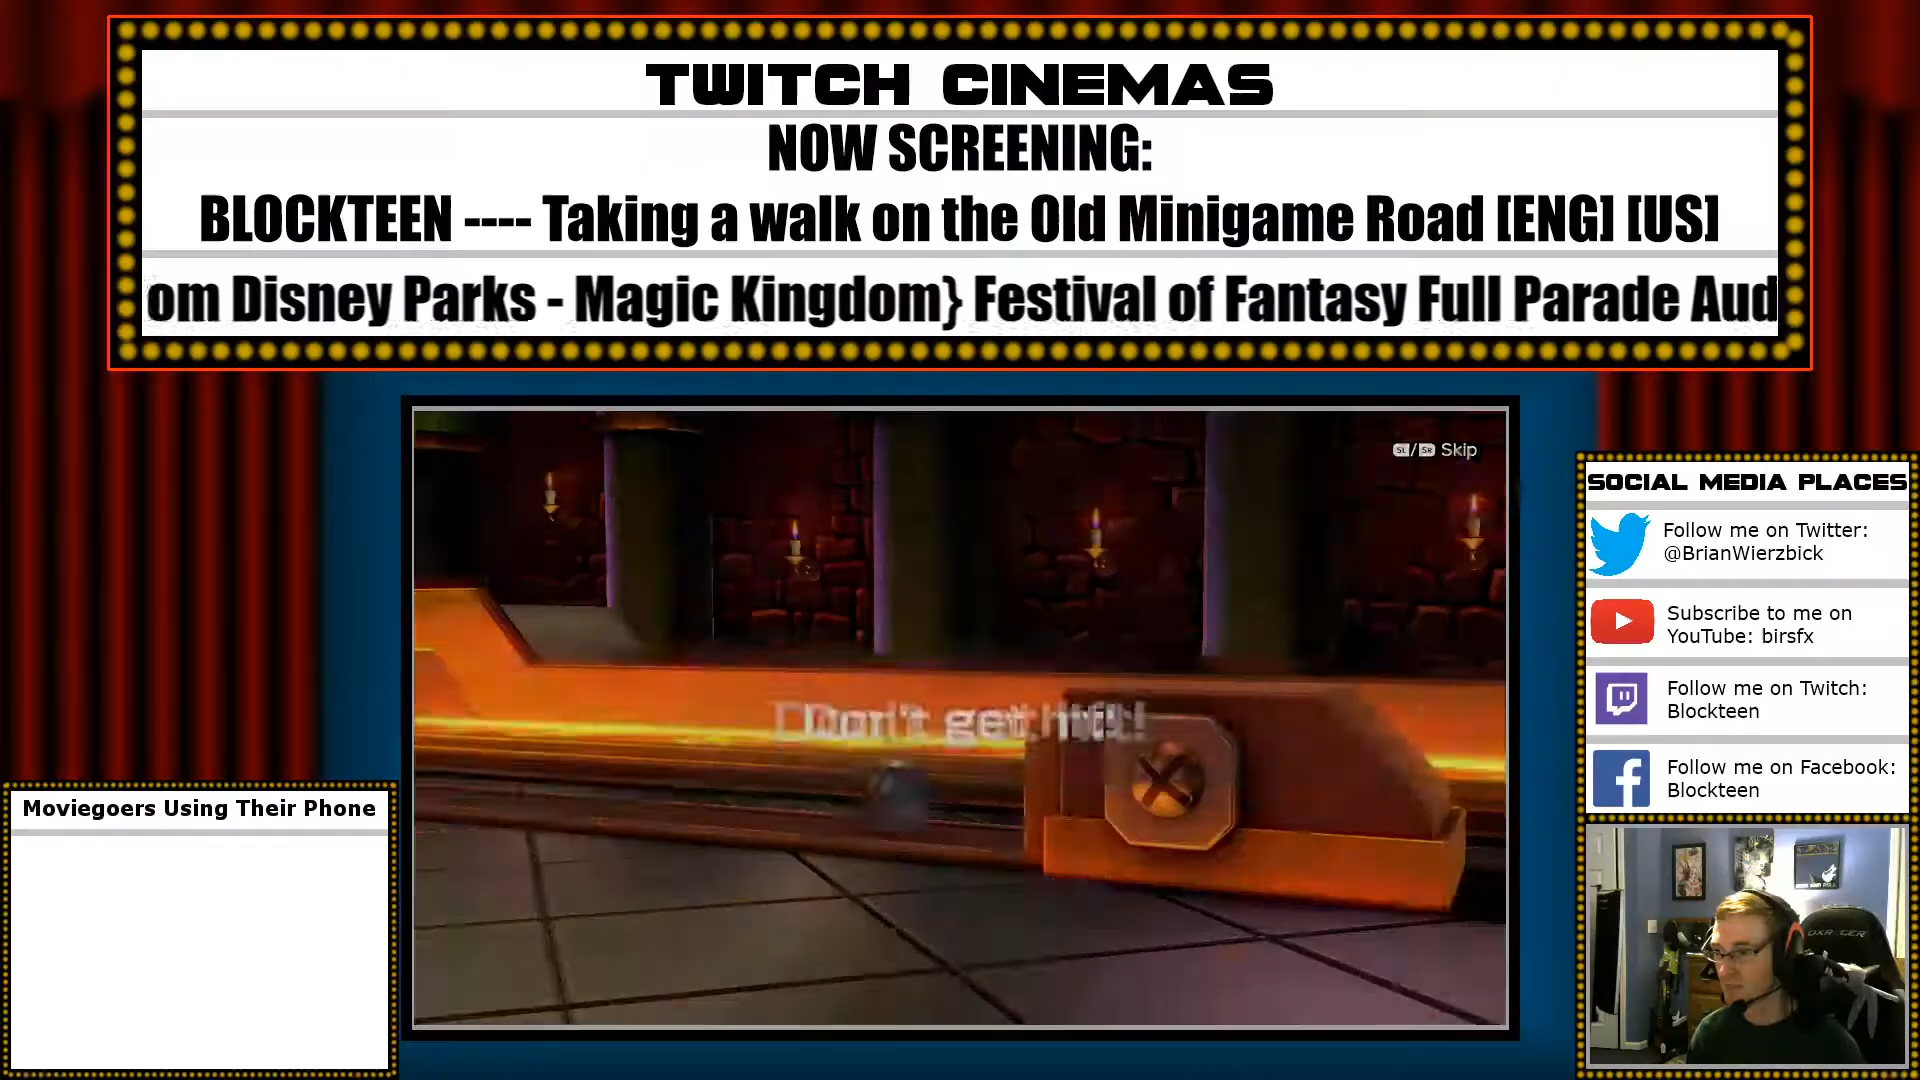 TWITCH CINEMAS
NOW SCREENING:
BLOCKTEEN ---- Taking a walk on the Old Minigame Road [ENG] [US]
om Disney Parks - Magic Kingdom} Festival of Fantasy Full Parade Aud
SL/SR Skip
Don't get hit!
SOCIAL MEDIA PLACES
Follow me on Twitter:
@BrianWierzbick
Subscribe to me on
YouTube: birsfx
Follow me on Twitch:
Blockteen
Follow me on Facebook:
Blockteen
Moviegoers Using Their Phone
DXRACER